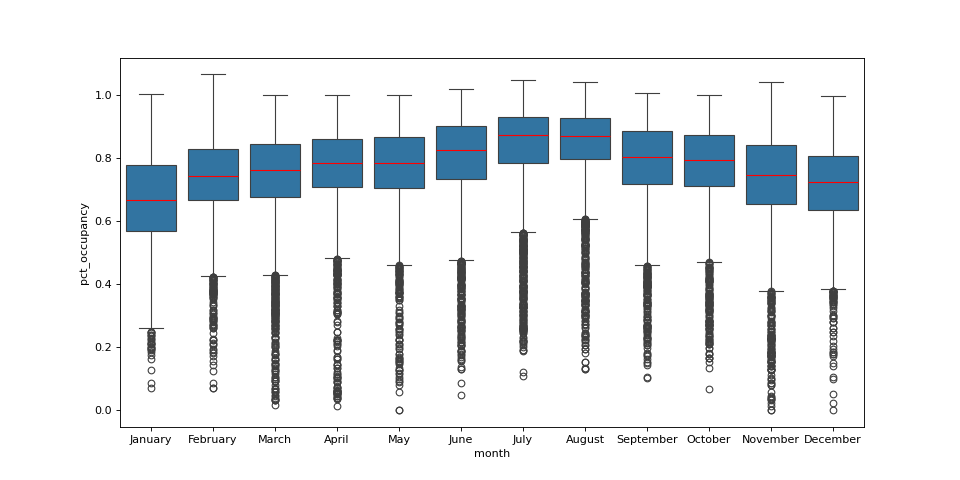 pct_occupancy
1.0
0.8
0.6
0.4
0.2
0.0
January February March April May June July August September October November December
month